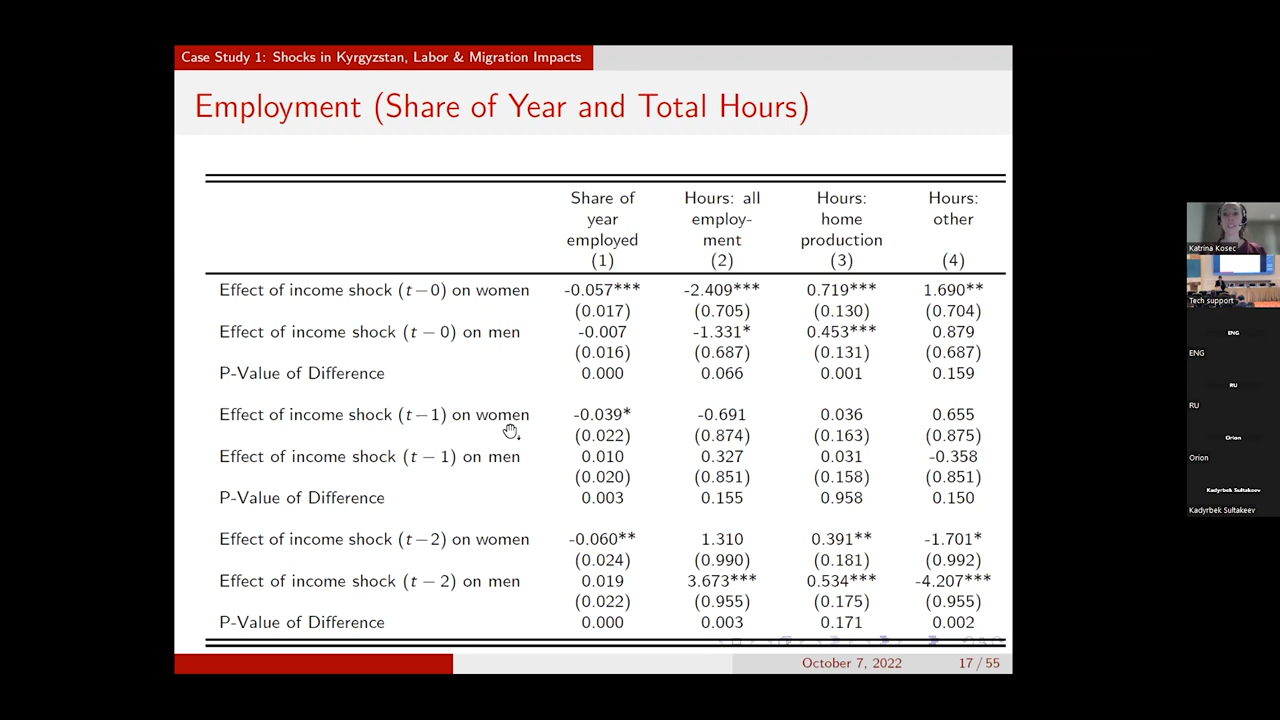 Case Study 1: Shocks in Kyrgyzstan, Labor & Migration Impacts
Employment (Share of Year and Total Hours)
Share of year employed (1) Hours: all employ-ment (2) Hours: home production (3) Hours: other (4)
Effect of income shock (t−0) on women -0.057*** -2.409*** 0.719*** 1.690**
(0.017) (0.705) (0.130) (0.704)
Effect of income shock (t − 0) on men -0.007 -1.331* 0.453*** 0.879
(0.016) (0.687) (0.131) (0.687)
P-Value of Difference 0.000 0.066 0.001 0.159
Effect of income shock (t−1) on women -0.039* -0.691 0.036 0.655
(0.022) (0.874) (0.163) (0.875)
Effect of income shock (t − 1) on men 0.010 0.327 0.031 -0.358
(0.020) (0.851) (0.158) (0.851)
P-Value of Difference 0.003 0.155 0.958 0.150
Effect of income shock (t−2) on women -0.060** 1.310 0.391** -1.701*
(0.024) (0.990) (0.181) (0.992)
Effect of income shock (t − 2) on men 0.019 3.673*** 0.534*** -4.207***
(0.022) (0.955) (0.175) (0.955)
P-Value of Difference 0.000 0.003 0.171 0.002
October 7, 2022 17 / 55
Katrina Kosec
Tech support
ENG
ENG
RU
RU
Orion
Orion
Kadyrbek Sultakeev
Kadyrbek Sultakeev